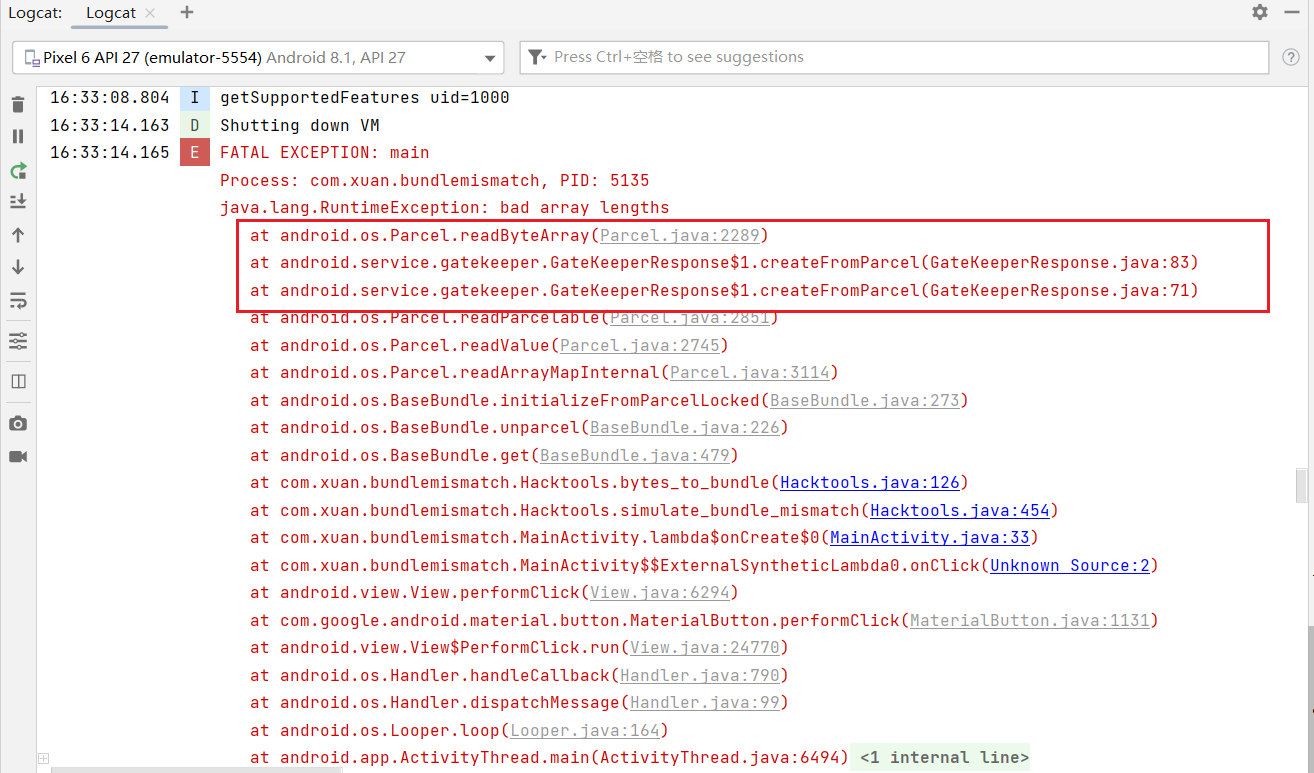 Logcat: Logcat
Pixel 6 API 27 (emulator-5554) Android 8.1, API 27
Press Ctrl+空格 to see suggestions
?
16:33:08.804 I getSupportedFeatures uid=1000
16:33:14.163 D Shutting down VM
16:33:14.165 E FATAL EXCEPTION: main
Process: com.xuan.bundlemismatch, PID: 5135
java.lang.RuntimeException: bad array lengths
at android.os.Parcel.readByteArray(Parcel.java:2289)
at android.service.gatekeeper.GateKeeperResponse$1.createFromParcel(GateKeeperResponse.java:83)
at android.service.gatekeeper.GateKeeperResponse$1.createFromParcel(GateKeeperResponse.java:71)
at android.os.Parcel.readParcelable(Parcel.java:2851)
at android.os.Parcel.readValue(Parcel.java:2745)
at android.os.Parcel.readArrayMapInternal(Parcel.java:3114)
at android.os.BaseBundle.initializeFromParcelLocked(BaseBundle.java:273)
at android.os.BaseBundle.unparcel(BaseBundle.java:226)
at android.os.BaseBundle.get(BaseBundle.java:479)
at com.xuan.bundlemismatch.Hacktools.bytes_to_bundle(Hacktools.java:126)
at com.xuan.bundlemismatch.Hacktools.simulate_bundle_mismatch(Hacktools.java:454)
at com.xuan.bundlemismatch.MainActivity.lambda$onCreate$0(MainActivity.java:33)
at com.xuan.bundlemismatch.MainActivity$$ExternalSyntheticLambda0.onClick(Unknown Source:2)
at android.view.View.performClick(View.java:6294)
at com.google.android.material.button.MaterialButton.performClick(MaterialButton.java:1131)
at android.view.View$PerformClick.run(View.java:24770)
at android.os.Handler.handleCallback(Handler.java:790)
at android.os.Handler.dispatchMessage(Handler.java:99)
at android.os.Looper.loop(Looper.java:164)
at android.app.ActivityThread.main(ActivityThread.java:6494) <1 internal line>